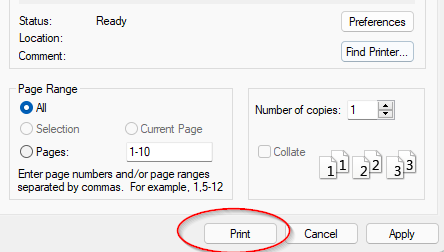 Status: Ready Preferences
Location:
Comment: Find Printer...
Page Range
All Number of copies: 1
Selection Current Page
Pages: 1-10 Collate
1 1 2 2 3 3
Enter page numbers and/or page ranges
separated by commas. For example, 1,5-12
Print Cancel Apply